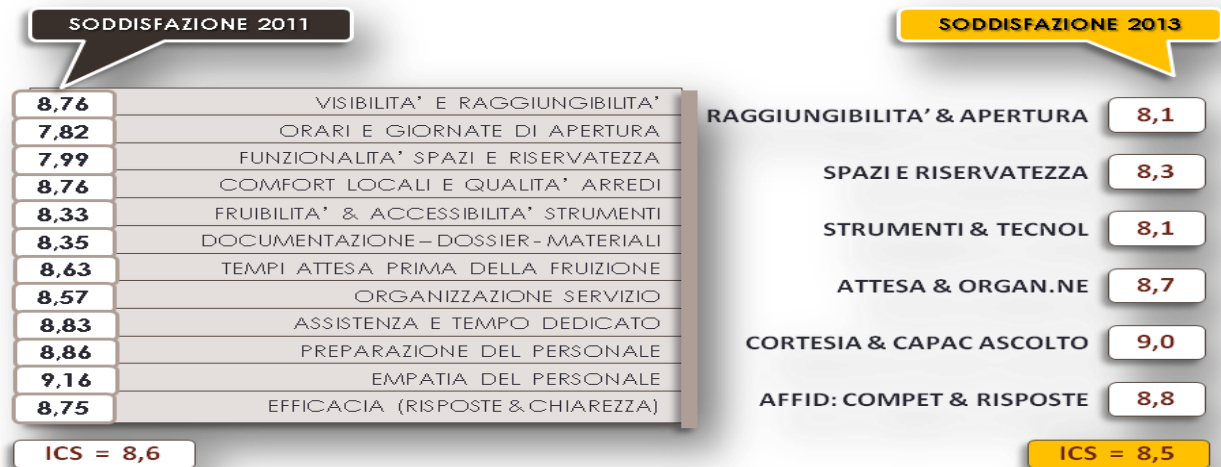 SODDISFAZIONE 2011
8,76 VISIBILITA' E RAGGIUNGIBILITA'
7,82 ORARI E GIORNATE DI APERTURA
7,99 FUNZIONALITA' SPAZI E RISERVATEZZA
8,76 COMFORT LOCALI E QUALITA' ARREDI
8,33 FRUIBILITA' & ACCESSIBILITA' STRUMENTI
8,35 DOCUMENTAZIONE – DOSSIER - MATERIALI
8,63 TEMPI ATTESA PRIMA DELLA FRUIZIONE
8,57 ORGANIZZAZIONE SERVIZIO
8,83 ASSISTENZA E TEMPO DEDICATO
8,86 PREPARAZIONE DEL PERSONALE
9,16 EMPATIA DEL PERSONALE
8,75 EFFICACIA (RISPOSTE & CHIAREZZA)
ICS = 8,6
SODDISFAZIONE 2013
RAGGIUNGIBILITA' & APERTURA 8,1
SPAZI E RISERVATEZZA 8,3
STRUMENTI & TECNOL 8,1
ATTESA & ORGAN.NE 8,7
CORTESIA & CAPAC ASCOLTO 9,0
AFFID: COMPET & RISPOSTE 8,8
ICS = 8,5